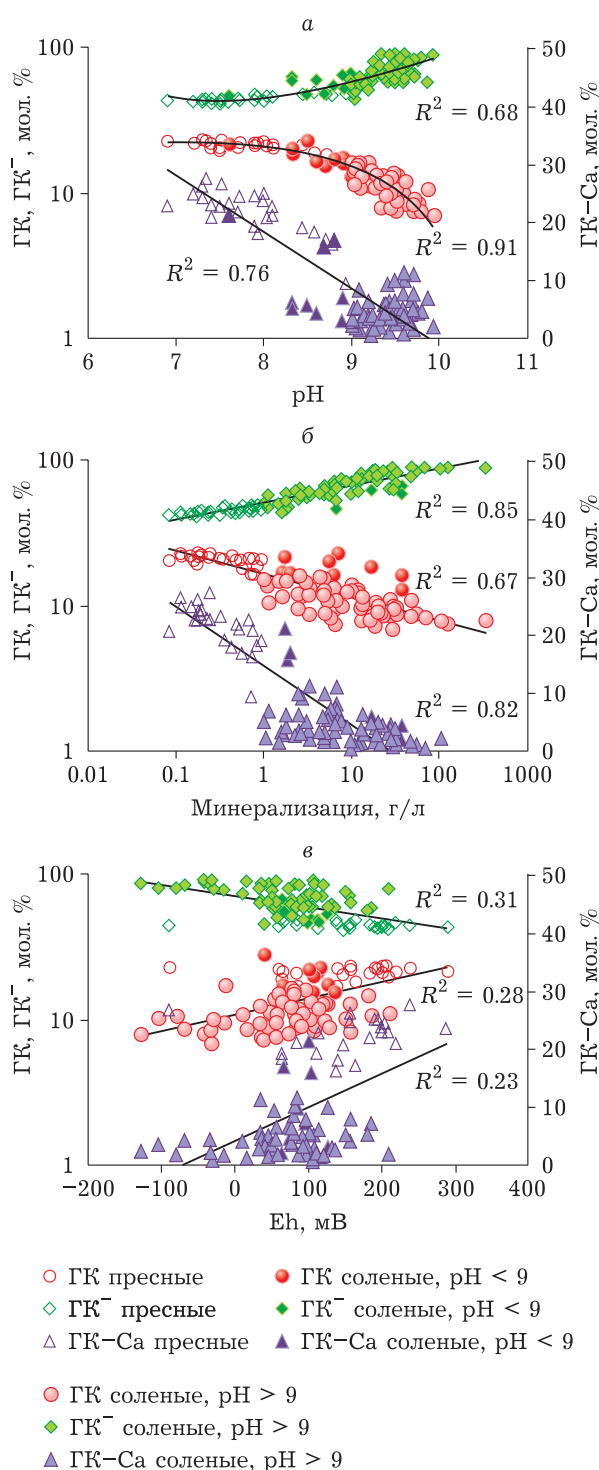 а
100
50
ГК, ГК⁻, мол. %
ГК−Ca, мол. %
R² = 0.68
40
30
10
20
R² = 0.91
R² = 0.76
10
1
0
6 7 8 9 10 11
pH
б
100
50
ГК, ГК⁻, мол. %
ГК−Ca, мол. %
R² = 0.85
40
R² = 0.67
30
10
20
R² = 0.82
10
1
0
0.01 0.1 1 10 100 1000
Минерализация, г/л
в
100
50
ГК, ГК⁻, мол. %
ГК−Ca, мол. %
R² = 0.31
40
R² = 0.28
30
10
20
R² = 0.23
10
1
0
−200 −100 0 100 200 300 400
Eh, мВ
ГК пресные ГК соленые, pH < 9
ГК⁻ пресные ГК⁻ соленые, pH < 9
ГК−Ca пресные ГК−Ca соленые, pH < 9
ГК соленые, pH > 9
ГК⁻ соленые, pH > 9
ГК−Ca соленые, pH > 9